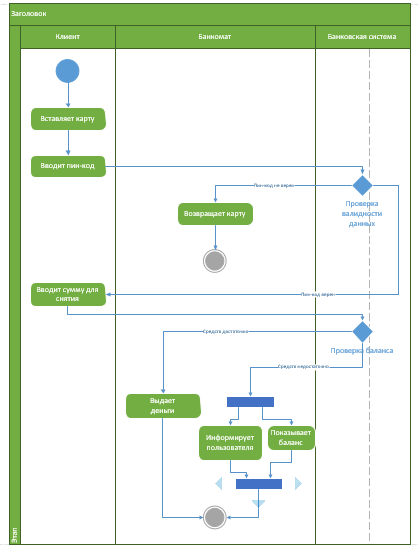 Заголовок
Клиент
Банкомат
Банковская система
Вставляет карту
Вводит пин-код
Пин-код не верен
Проверка
валидности
данных
Возвращает карту
Вводит сумму для
снятия
Пин-код верен
Средств достаточно
Проверка баланса
Средств недостаточно
Выдает
деньги
Информирует
пользователя
Показывает
баланс
Этап